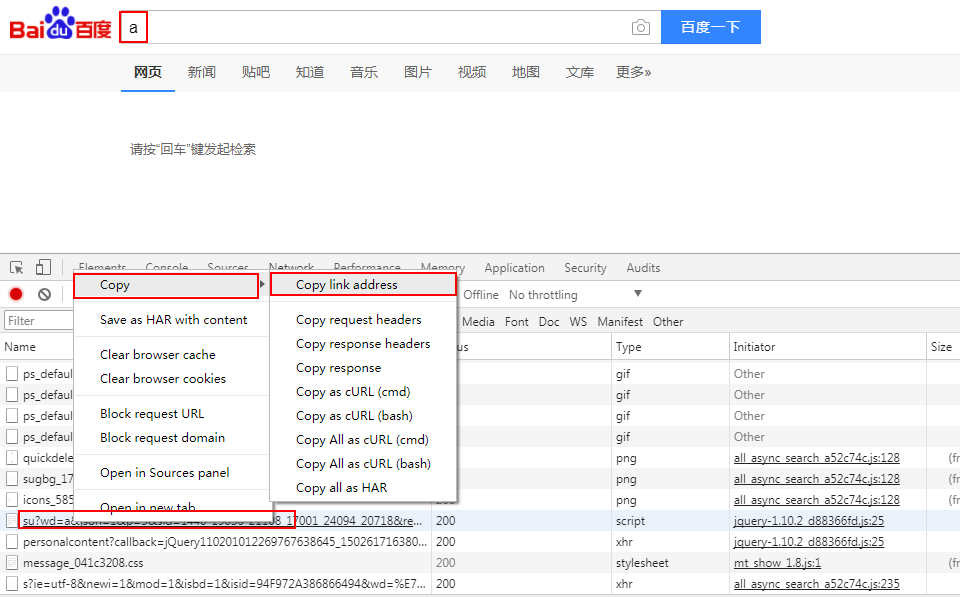 Bai du 百度 a 百度一下
网页 新闻 贴吧 知道 音乐 图片 视频 地图 文库 更多»
请按“回车”键发起检索
Elements Console Sources Network Performance Memory Application Security Audits
Copy
Copy link address
Offline No throttling ▼
Filter
Save as HAR with content
Copy request headers
Media Font Doc WS Manifest Other
Name
Clear browser cache
Copy response headers
us Type Initiator Size
Clear browser cookies
Copy response
ps_defaul gif Other
Copy as cURL (cmd)
ps_defaul gif Other
Block request URL
Copy as cURL (bash)
ps_defaul gif Other
Block request domain
Copy All as cURL (cmd)
ps_defaul gif Other
Copy All as cURL (bash)
quickdele png all_async_search_a52c74c.js:128 (fr
Open in Sources panel
sugbg_17 png all_async_search_a52c74c.js:128 (fr
Copy all as HAR
icons_585 png all_async_search_a52c74c.js:128 (fr
Open in new tab
su?wd=a&json=1&p=3&sid=1440_19036_21108_17001_24094_20718&re... 200 script jquery-1.10.2_d88366fd.js:25
personalcontent?callback=jQuery110201012269767638645_150261716380... 200 xhr jquery-1.10.2_d88366fd.js:25
message_041c3208.css 200 stylesheet mt_show_1.8.js:1 (fr
s?ie=utf-8&newi=1&mod=1&isbd=1&isid=94F972A386866494&wd=%E7... 200 xhr all_async_search_a52c74c.js:235